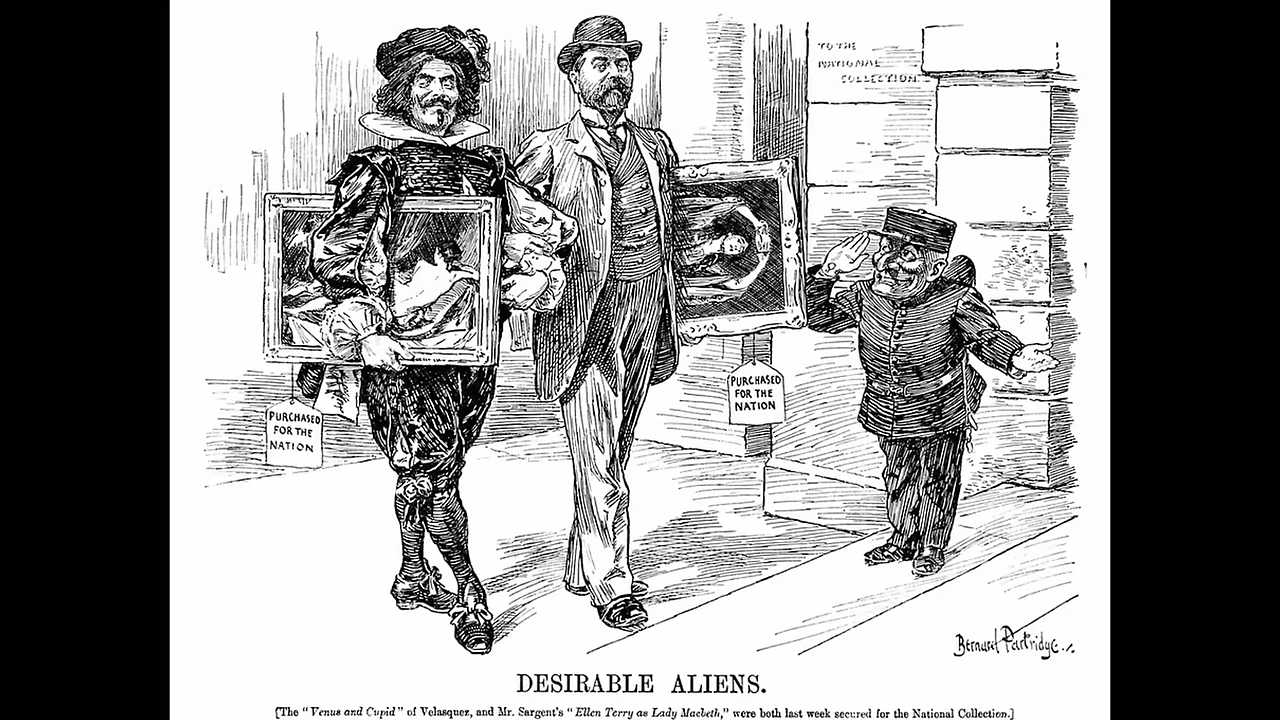 TO THE
NATIONAL
COLLECTION
PURCHASED
FOR THE
NATION
PURCHASED
FOR THE
NATION
Bernard Partridge.
DESIRABLE ALIENS.
[The "Venus and Cupid" of Velasquez, and Mr. Sargent's "Ellen Terry as Lady Macbeth," were both last week secured for the National Collection.]